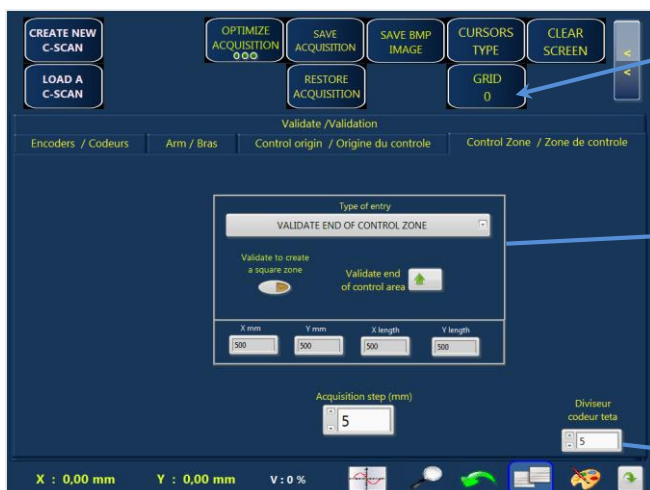 CREATE NEW
C-SCAN
OPTIMIZE
ACQUISITION
SAVE
ACQUISITION
SAVE BMP
IMAGE
CURSORS
TYPE
CLEAR
SCREEN
<
<
LOAD A
C-SCAN
RESTORE
ACQUISITION
GRID
0
Validate /Validation
Encoders / Codeurs
Arm / Bras
Control origin / Origine du controle
Control Zone / Zone de controle
Type of entry
VALIDATE END OF CONTROL ZONE
Validate to create
a square zone
Validate end
of control area
X mm
Y mm
X length
Y length
500
500
500
500
Acquisition step (mm)
5
Diviseur
codeur teta
5
X : 0,00 mm
Y : 0,00 mm
V : 0 %